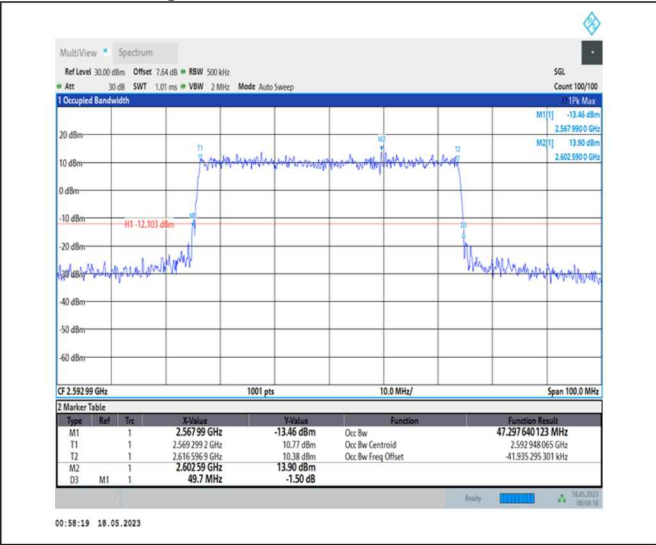 MultiView Spectrum
Ref Level 30.00 dBm Offset 7.64 dB RBW 500 kHz SGL
Att 30 dB SWT 1.01 ms VBW 2 MHz Mode Auto Sweep Count 100/100
1 Occupied Bandwidth 1Pk Max
M1[1] -13.46 dBm
2.567 990 0 GHz
20 dBm
M2[1] 13.90 dBm
2.602 590 0 GHz
M2
T1 T2
10 dBm
0 dBm
-10 dBm
M1
H1 -12.103 dBm
D3
-20 dBm
-30 dBm
-40 dBm
-50 dBm
-60 dBm
CF 2.592 99 GHz 1001 pts 10.0 MHz/ Span 100.0 MHz
2 Marker Table
Type Ref Trc X-Value Y-Value Function Function Result
M1 1 2.567 99 GHz -13.46 dBm Occ Bw 47.297 640 123 MHz
T1 1 2.569 299 2 GHz 10.77 dBm Occ Bw Centroid 2.592 948 065 GHz
T2 1 2.616 596 9 GHz 10.38 dBm Occ Bw Freq Offset -41.935 295 301 kHz
M2 1 2.602 59 GHz 13.90 dBm
D3 M1 1 49.7 MHz -1.50 dB
Ready 18.05.2023
00:58:18
00:58:19 18.05.2023